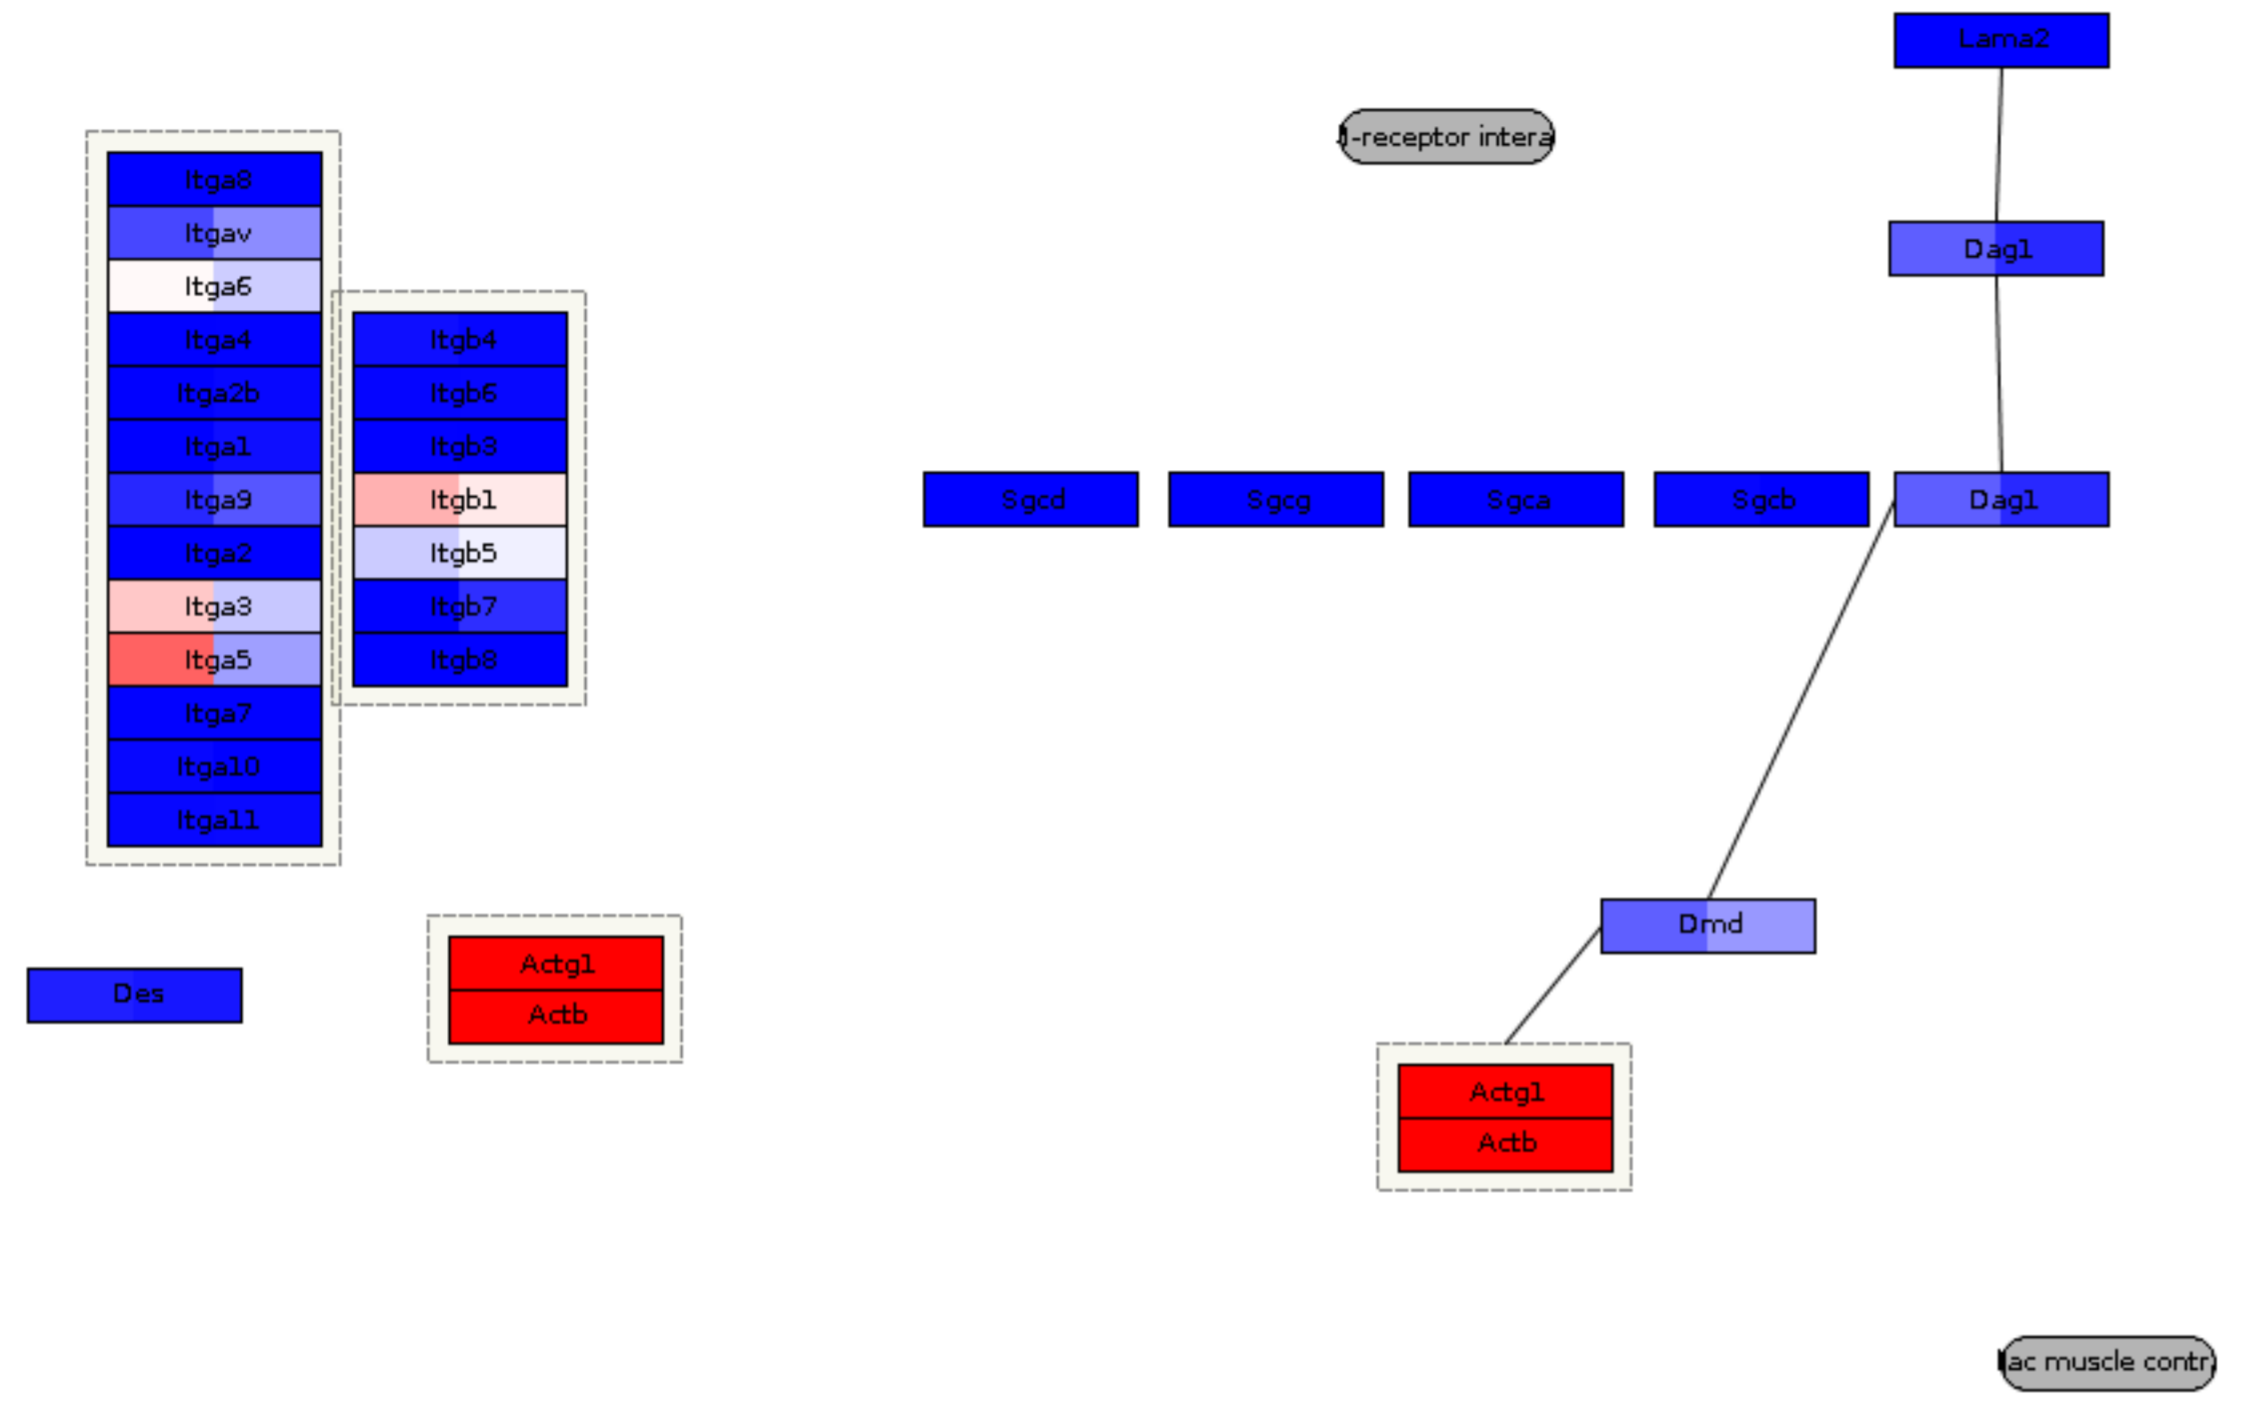 Lama2
-receptor intera
Itga8
Itgav
Itga6
Itga4
Itga2b
Itga1
Itga9
Itga2
Itga3
Itga5
Itga7
Itga10
Itga11
Itgb4
Itgb6
Itgb3
Itgb1
Itgb5
Itgb7
Itgb8
Dag1
Sgcd
Sgcg
Sgca
Sgcb
Dag1
Dmd
Des
Actg1
Actb
Actg1
Actb
ac muscle contr